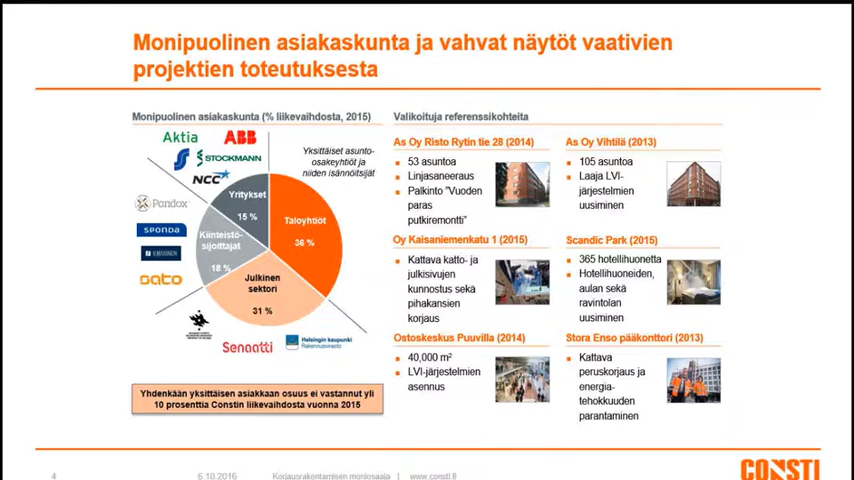 Monipuolinen asiakaskunta ja vahvat näytöt vaativien
projektien toteutuksesta
Monipuolinen asiakaskunta (% liikevaihdosta, 2015)
Aktia
ABB
STOCKMANN
NCC
Yksittäiset asunto-
osakeyhtiöt ja
niiden isännöitsijät
Pandox
SPONDA
ILMARINEN
sato
Yritykset
15 %
Taloyhtiöt
36 %
Kiinteistö-
sijoittajat
18 %
Julkinen
sektori
31 %
Senaatti
Helsingin kaupunki
Rakennusvirasto
Yhdenkään yksittäisen asiakkaan osuus ei vastannut yli
10 prosenttia Constin liikevaihdosta vuonna 2015
Valikoituja referenssikohteita
As Oy Risto Rytin tie 28 (2014)
53 asuntoa
Linjasaneeraus
Palkinto "Vuoden
paras
putkiremontti"
As Oy Vihtilä (2013)
105 asuntoa
Laaja LVI-
järjestelmien
uusiminen
Oy Kaisaniemenkatu 1 (2015)
Kattava katto- ja
julkisivujen
kunnostus sekä
pihakansien
korjaus
Scandic Park (2015)
365 hotellihuonetta
Hotellihuoneiden,
aulan sekä
ravintolan
uusiminen
Ostoskeskus Puuvilla (2014)
40,000 m²
LVI-järjestelmien
asennus
Stora Enso pääkonttori (2013)
Kattava
peruskorjaus ja
energia-
tehokkuuden
parantaminen
4
6.10.2016
Korjausrakentamisen moniosaaja | www.consti.fi
CONSTI